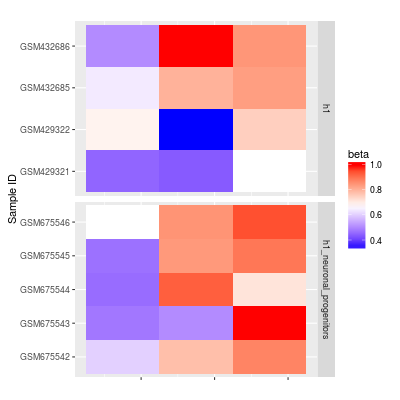 Sample ID
GSM432686
GSM432685
GSM429322
GSM429321
h1
GSM675546
GSM675545
GSM675544
GSM675543
GSM675542
h1_neuronal_progenitors
beta
1.0
0.8
0.6
0.4